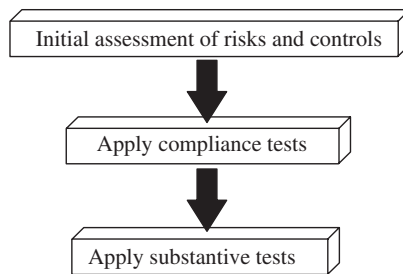 Initial assessment of risks and controls
Apply compliance tests
Apply substantive tests